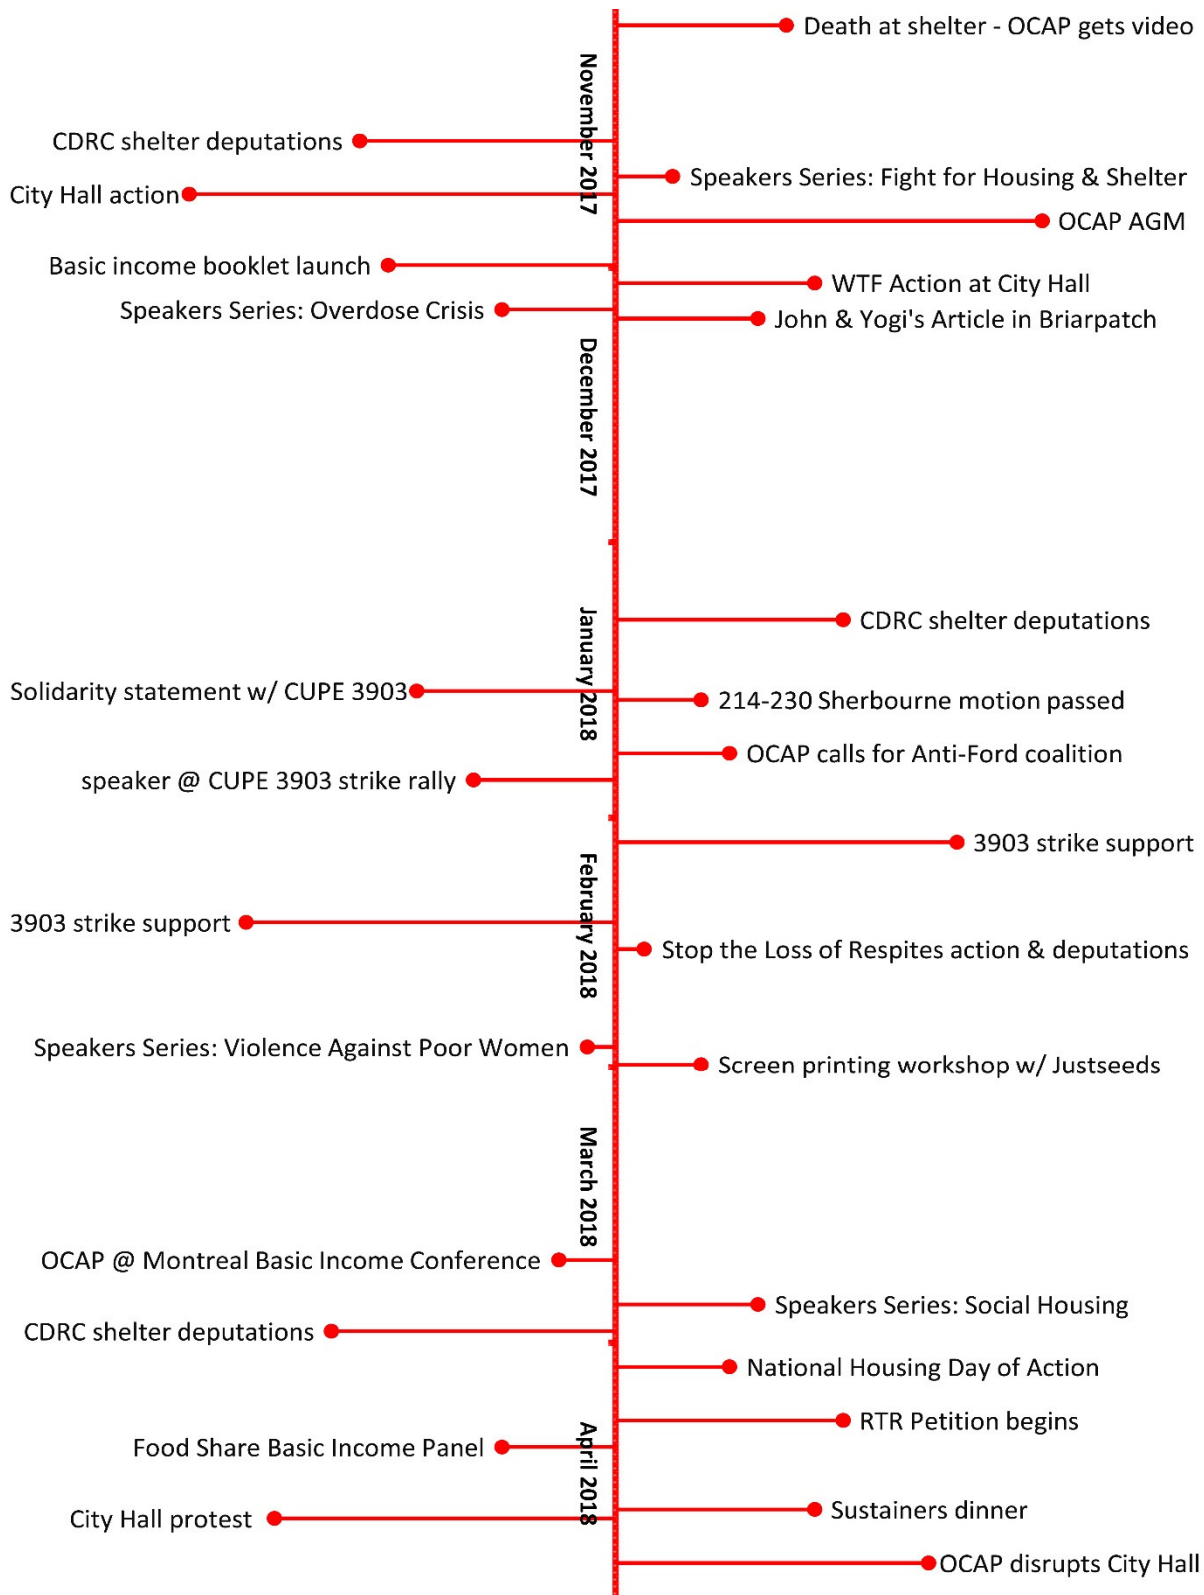 Death at shelter - OCAP gets video
November 2017
CDRC shelter deputations
Speakers Series: Fight for Housing & Shelter
City Hall action
OCAP AGM
Basic income booklet launch
WTF Action at City Hall
Speakers Series: Overdose Crisis
John & Yogi's Article in Briarpatch
December 2017
January 2018
CDRC shelter deputations
Solidarity statement w/ CUPE 3903
214-230 Sherbourne motion passed
OCAP calls for Anti-Ford coalition
speaker @ CUPE 3903 strike rally
3903 strike support
February 2018
3903 strike support
Stop the Loss of Respites action & deputations
Speakers Series: Violence Against Poor Women
Screen printing workshop w/ Justseeds
March 2018
OCAP @ Montreal Basic Income Conference
Speakers Series: Social Housing
CDRC shelter deputations
National Housing Day of Action
RTR Petition begins
April 2018
Food Share Basic Income Panel
Sustainers dinner
City Hall protest
OCAP disrupts City Hall